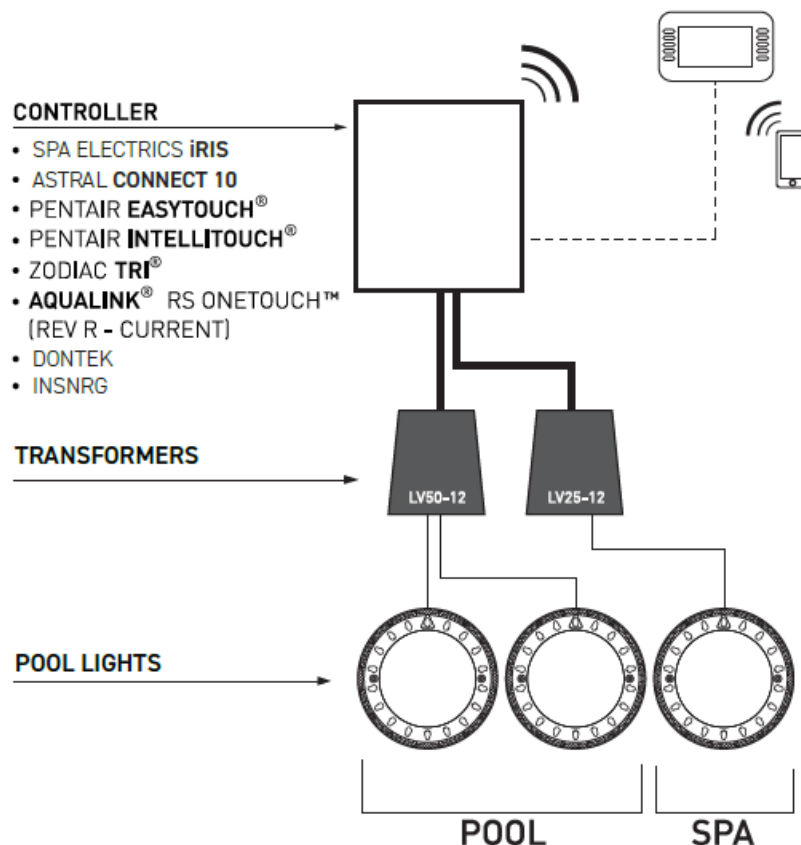 CONTROLLER
• SPA ELECTRICS iRIS
• ASTRAL CONNECT 10
• PENTAIR EASYTOUCH®
• PENTAIR INTELLITOUCH®
• ZODIAC TRI®
• AQUALINK® RS ONETOUCH™
(REV R - CURRENT)
• DONTEK
• INSNRG
TRANSFORMERS
LV50-12
LV25-12
POOL LIGHTS
POOL
SPA